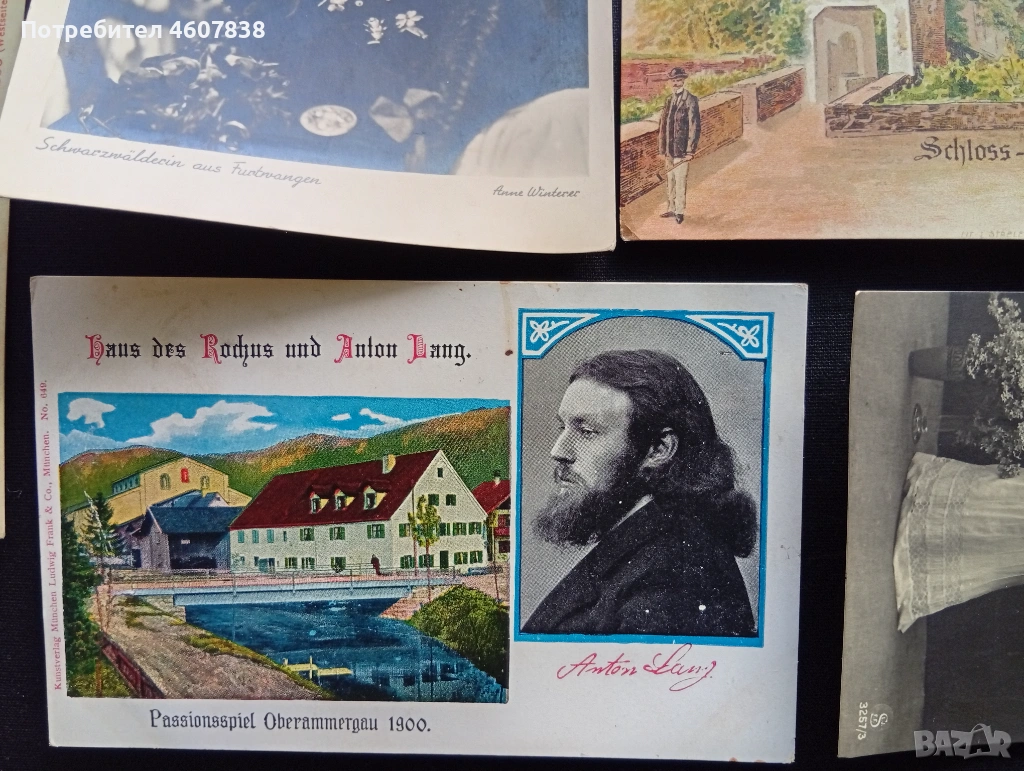 Потребител 4607838
Schwarzwälderin aus Furtwangen
Anne Winterer
Schloss-
Haus des Rochus und Anton Lang.
Kunstverlag München Ludwig Frank & Co., München. No. 049.
Anton Lang.
Passionsspiel Oberammergau 1900.
3257/3
BAZAR